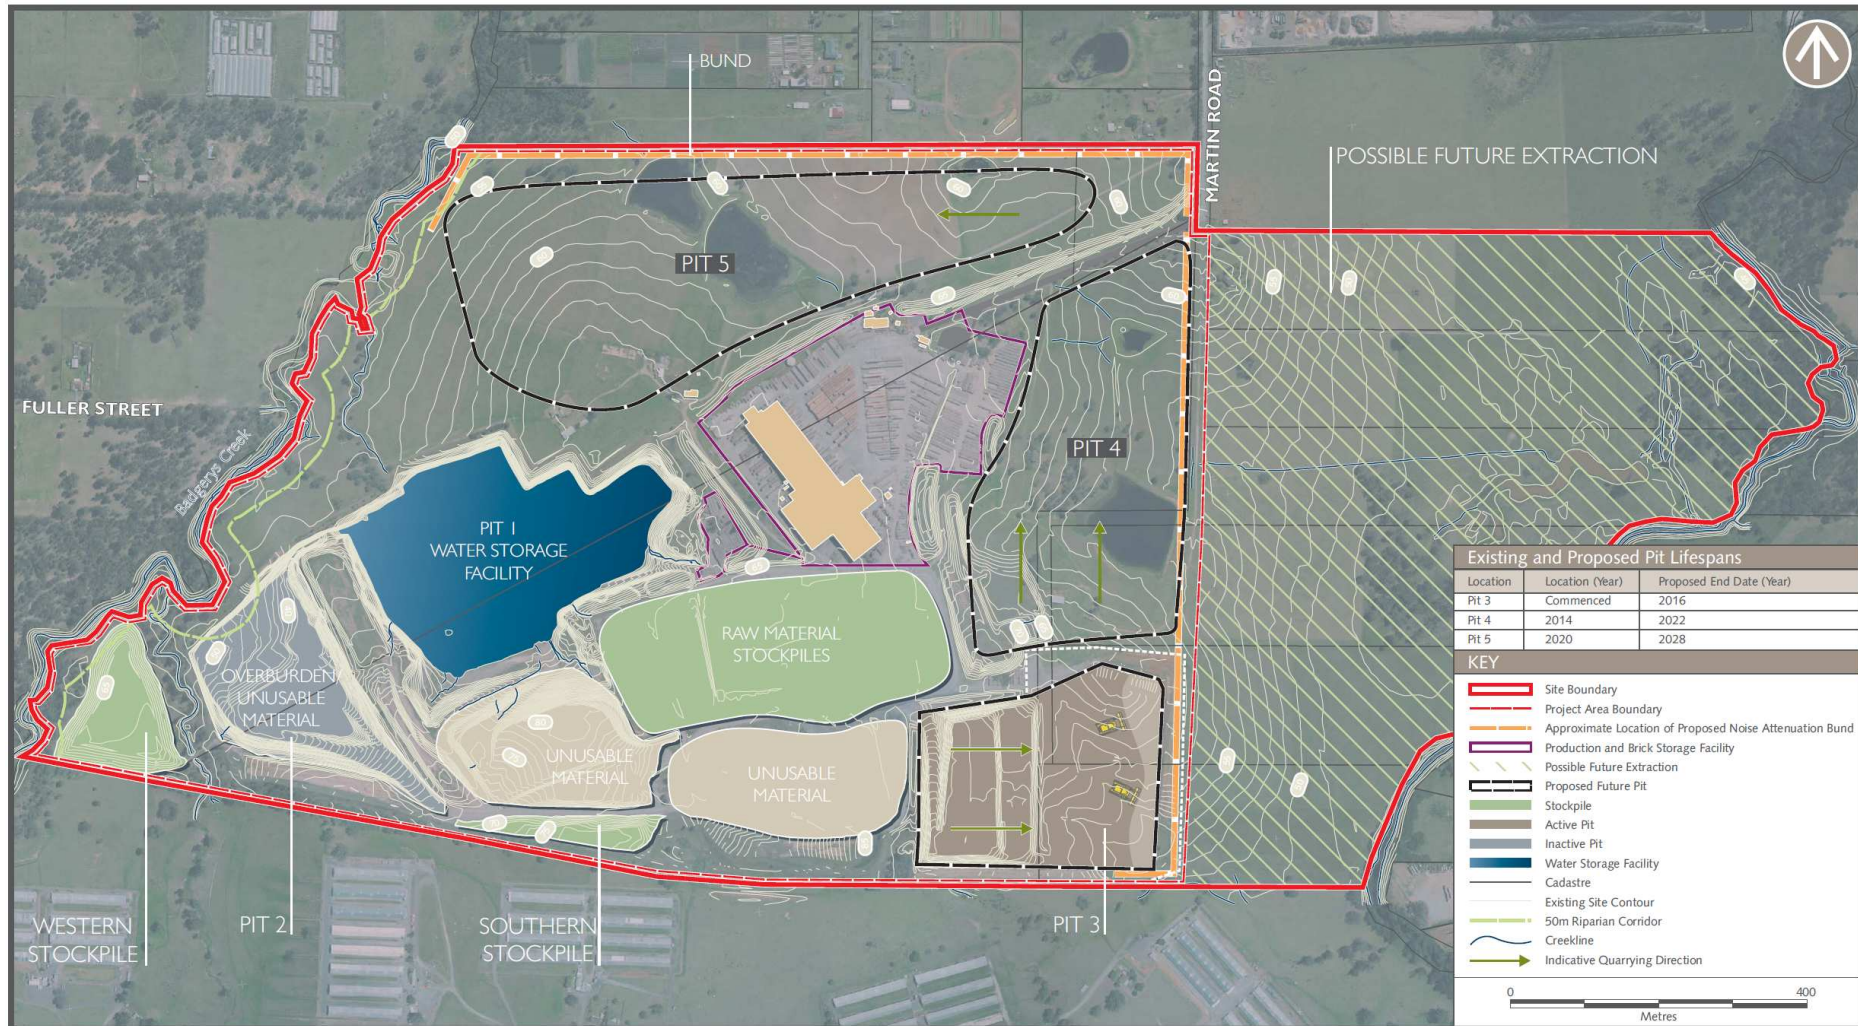 BUND
MARTIN ROAD
POSSIBLE FUTURE EXTRACTION
PIT 5
FULLER STREET
Badgerys Creek
PIT 4
PIT 1
WATER STORAGE
FACILITY
RAW MATERIAL
STOCKPILES
OVERBURDEN/
UNUSABLE
MATERIAL
UNUSABLE
MATERIAL
UNUSABLE
MATERIAL
WESTERN
STOCKPILE
PIT 2
SOUTHERN
STOCKPILE
PIT 3
Existing and Proposed Pit Lifespans
Location Location (Year) Proposed End Date (Year)
Pit 3 Commenced 2016
Pit 4 2014 2022
Pit 5 2020 2028
KEY
Site Boundary
Project Area Boundary
Approximate Location of Proposed Noise Attenuation Bund
Production and Brick Storage Facility
Possible Future Extraction
Proposed Future Pit
Stockpile
Active Pit
Inactive Pit
Water Storage Facility
Cadastre
Existing Site Contour
50m Riparian Corridor
Creekline
Indicative Quarrying Direction
0 400
Metres